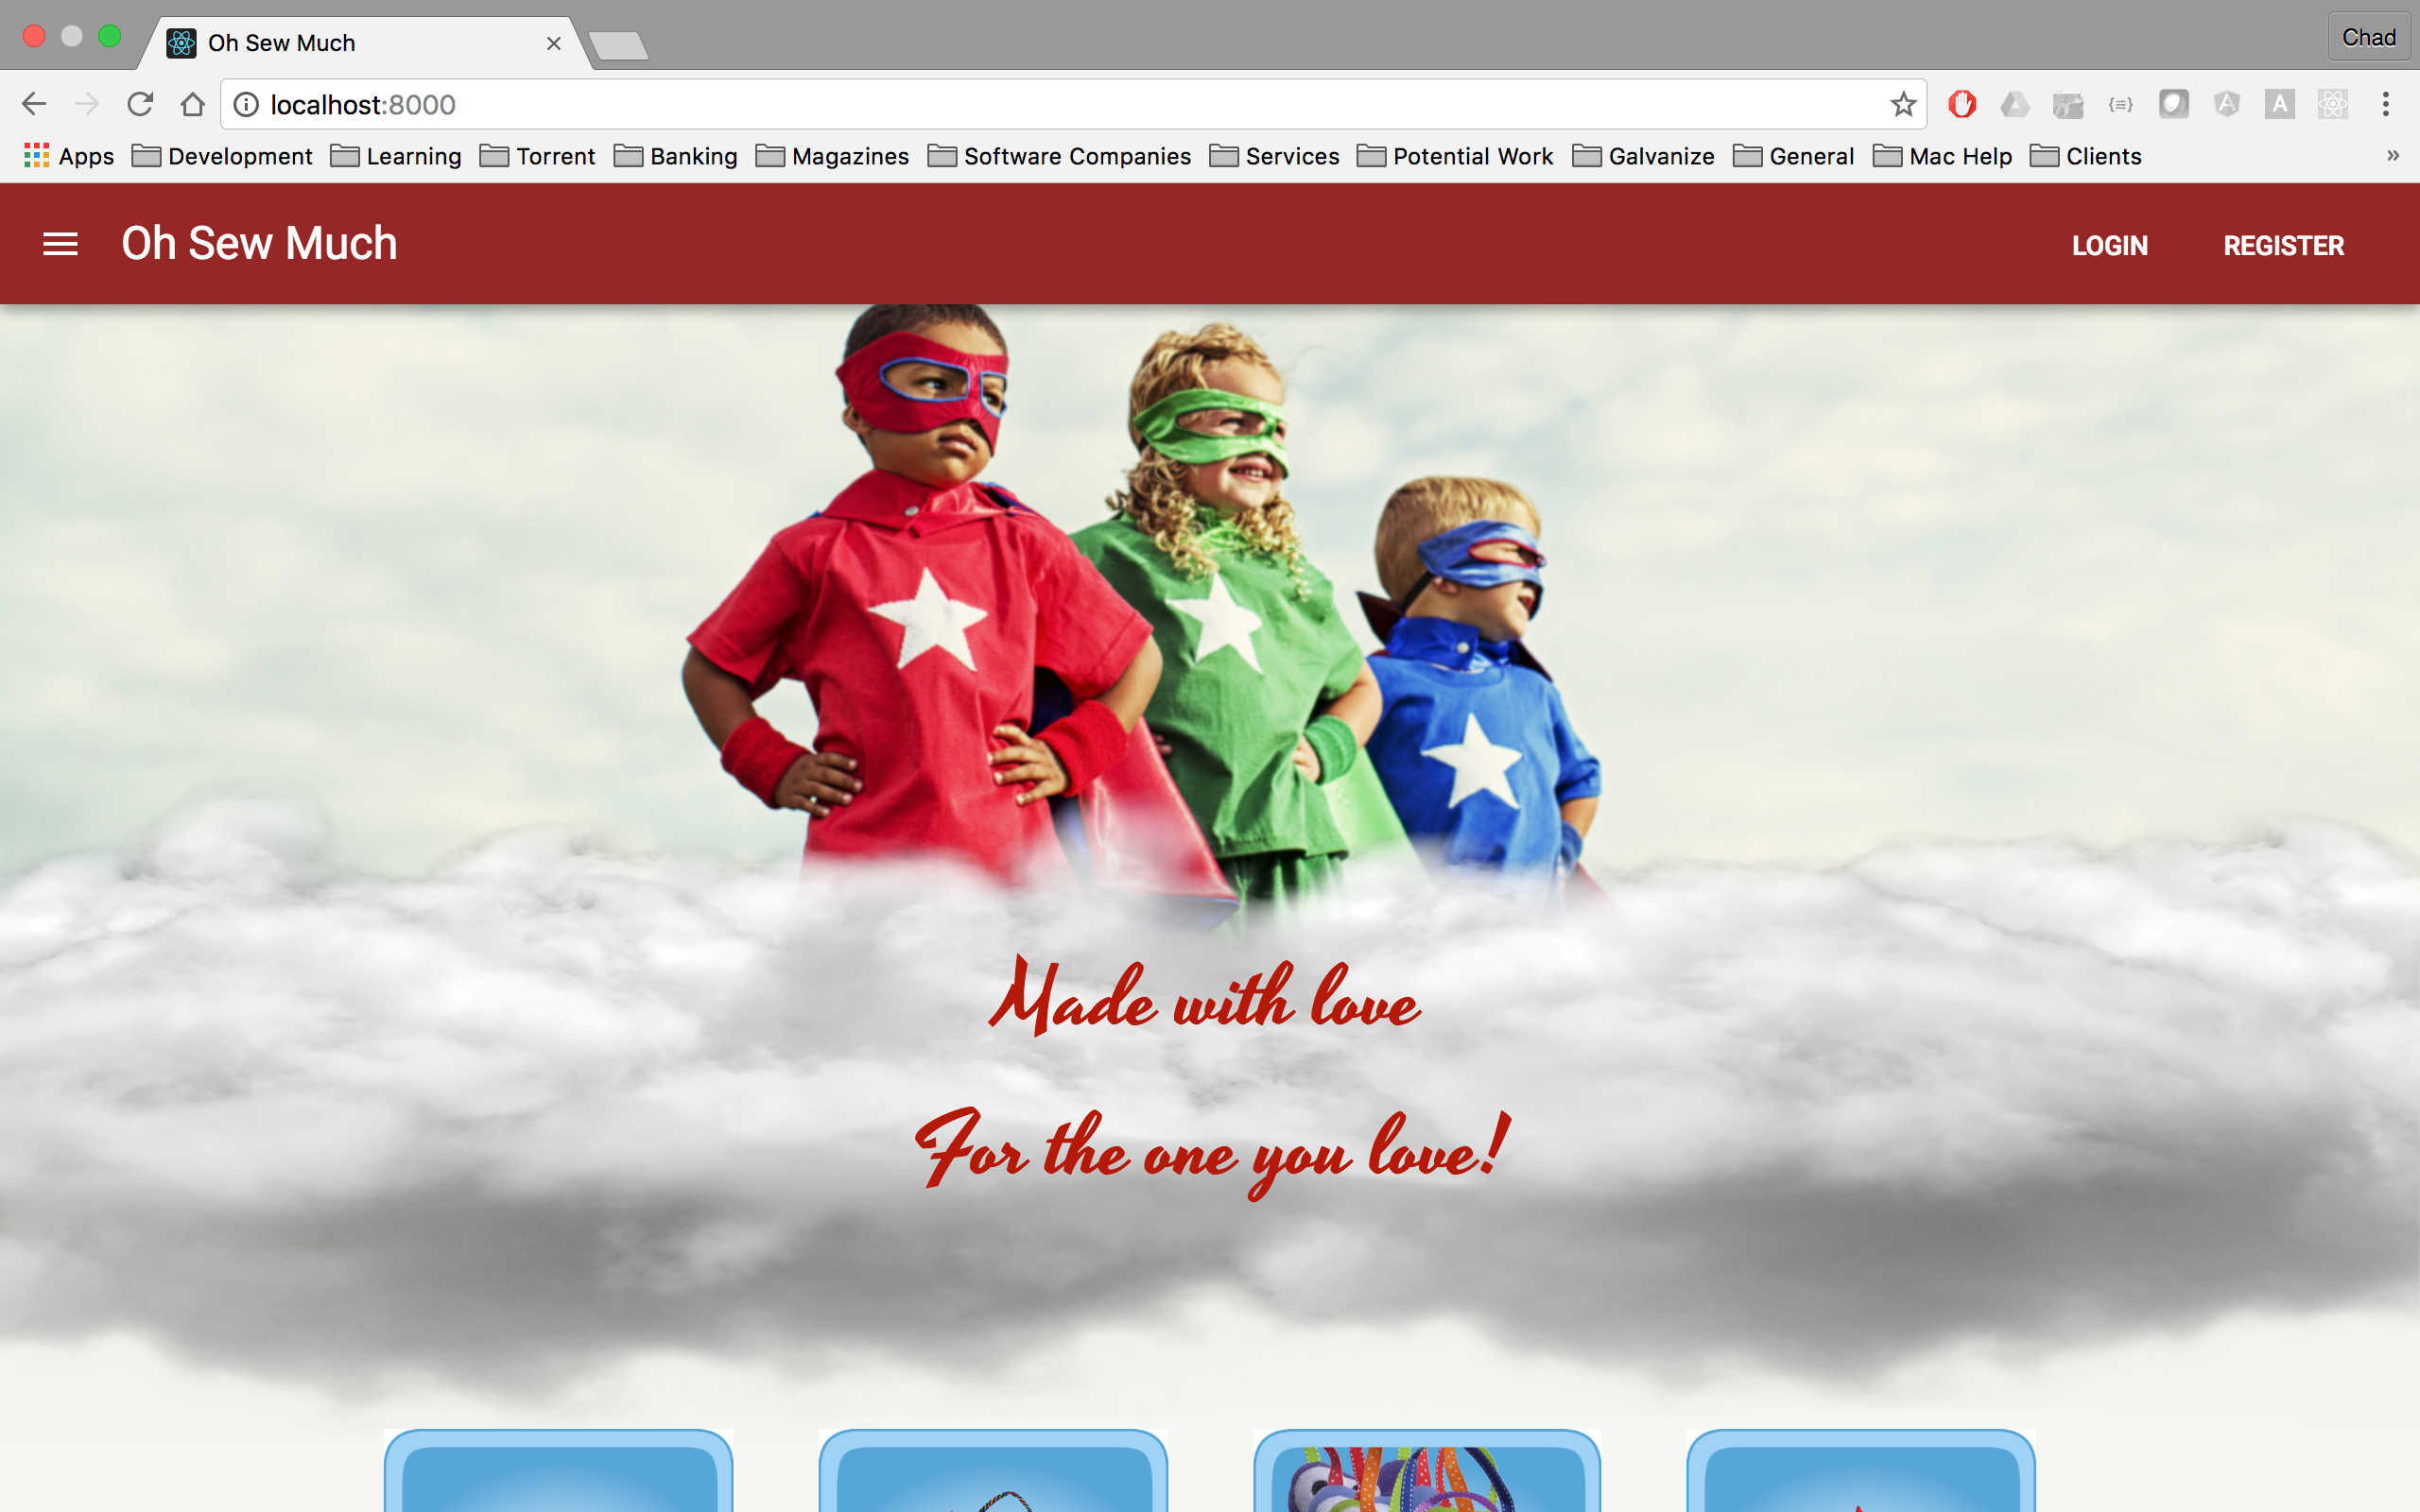 Oh Sew Much
Chad
localhost:8000
Apps Development Learning Torrent Banking Magazines Software Companies Services Potential Work Galvanize General Mac Help Clients »
Oh Sew Much
LOGIN REGISTER
Made with love
For the one you love!